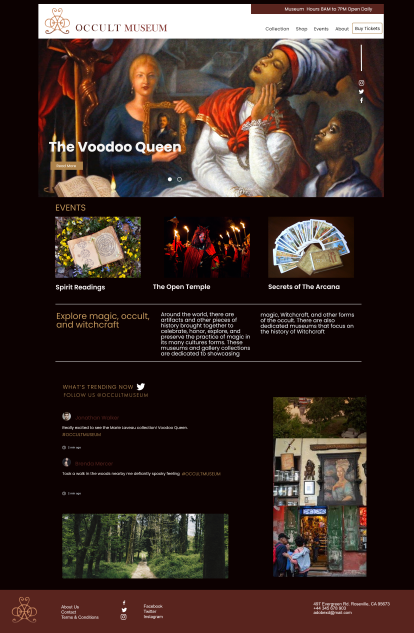 Museum Hours 8AM to 7PM Open Daily
OCCULT MUSEUM
Collection Shop Events About Buy Tickets
The Voodoo Queen
Read More
EVENTS
Spirit Readings
The Open Temple
Secrets of The Arcana
Explore magic, occult,
and witchcraft
Around the world, there are
artifacts and other pieces of
history brought together to
celebrate, honor, explore, and
preserve the practice of magic in
its many cultures forms. These
museums and gallery collections
are dedicated to showcasing
magic, Witchcraft, and other forms
of the occult. There are also
dedicated museums that focus on
the history of Witchcraft
WHAT'S TRENDING NOW
FOLLOW US @OCCULTMUSEUM
Really excited to see the Marie Laveau collection! Voodoo Queen.
@OCCULTMUSEUM
Took a walk in the woods nearby me defiantly spooky feeling @OCCULTMUSEUM
About Us
Contact
Terms & Conditions
Facebook
Twitter
Instagram
497 Evergreen Rd. Roseville, CA 95673
+44 345 678 903
adobexd@mail.com